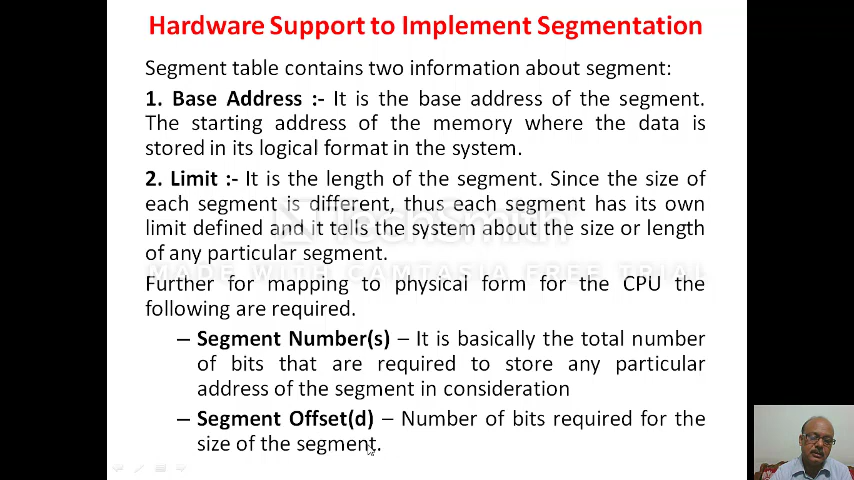 Hardware Support to Implement Segmentation
Segment table contains two information about segment:
1. Base Address :- It is the base address of the segment.
The starting address of the memory where the data is
stored in its logical format in the system.
2. Limit :- It is the length of the segment. Since the size of
each segment is different, thus each segment has its own
limit defined and it tells the system about the size or length
of any particular segment.
TechSmith
MADE WITH CAMTASIA FREE TRIAL
Further for mapping to physical form for the CPU the
following are required.
– Segment Number(s) – It is basically the total number
of bits that are required to store any particular
address of the segment in consideration
– Segment Offset(d) – Number of bits required for the
size of the segment.